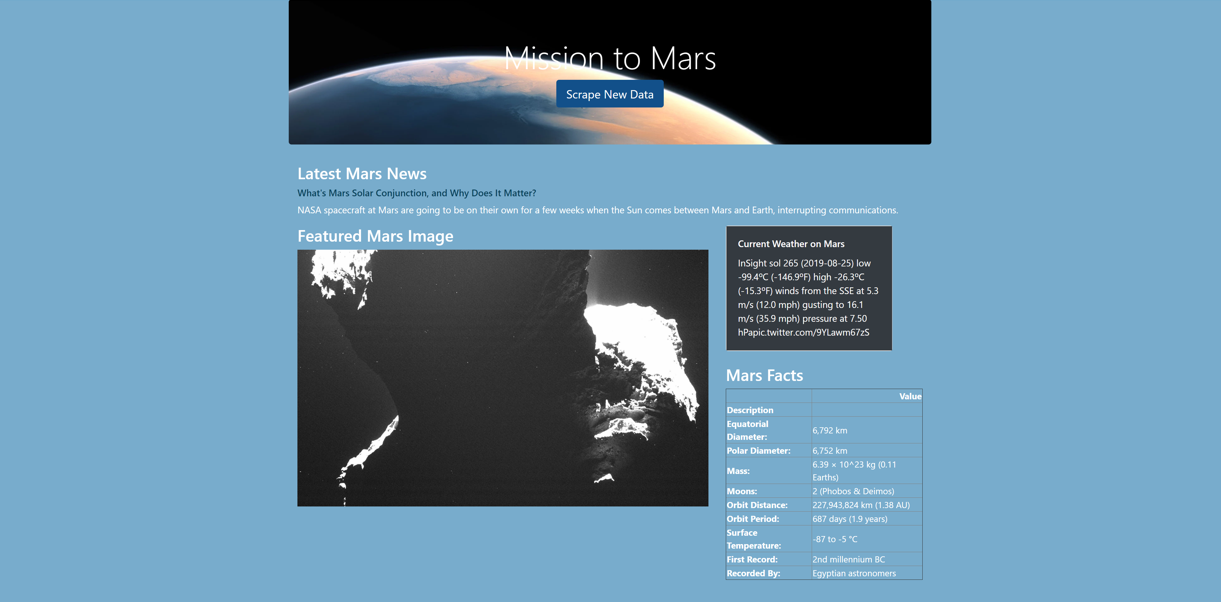 Mission to Mars
Scrape New Data
Latest Mars News
What's Mars Solar Conjunction, and Why Does It Matter?
NASA spacecraft at Mars are going to be on their own for a few weeks when the Sun comes between Mars and Earth, interrupting communications.
Featured Mars Image
Current Weather on Mars
InSight sol 265 (2019-08-25) low
-99.4ºC (-146.9ºF) high -26.3ºC
(-15.3ºF) winds from the SSE at 5.3
m/s (12.0 mph) gusting to 16.1
m/s (35.9 mph) pressure at 7.50
hPapic.twitter.com/9YLawm67zS
Mars Facts
Value
Description
Equatorial
Diameter:
6,792 km
Polar Diameter: 6,752 km
Mass:
6.39 × 10^23 kg (0.11
Earths)
Moons: 2 (Phobos & Deimos)
Orbit Distance: 227,943,824 km (1.38 AU)
Orbit Period: 687 days (1.9 years)
Surface
Temperature:
-87 to -5 °C
First Record: 2nd millennium BC
Recorded By: Egyptian astronomers